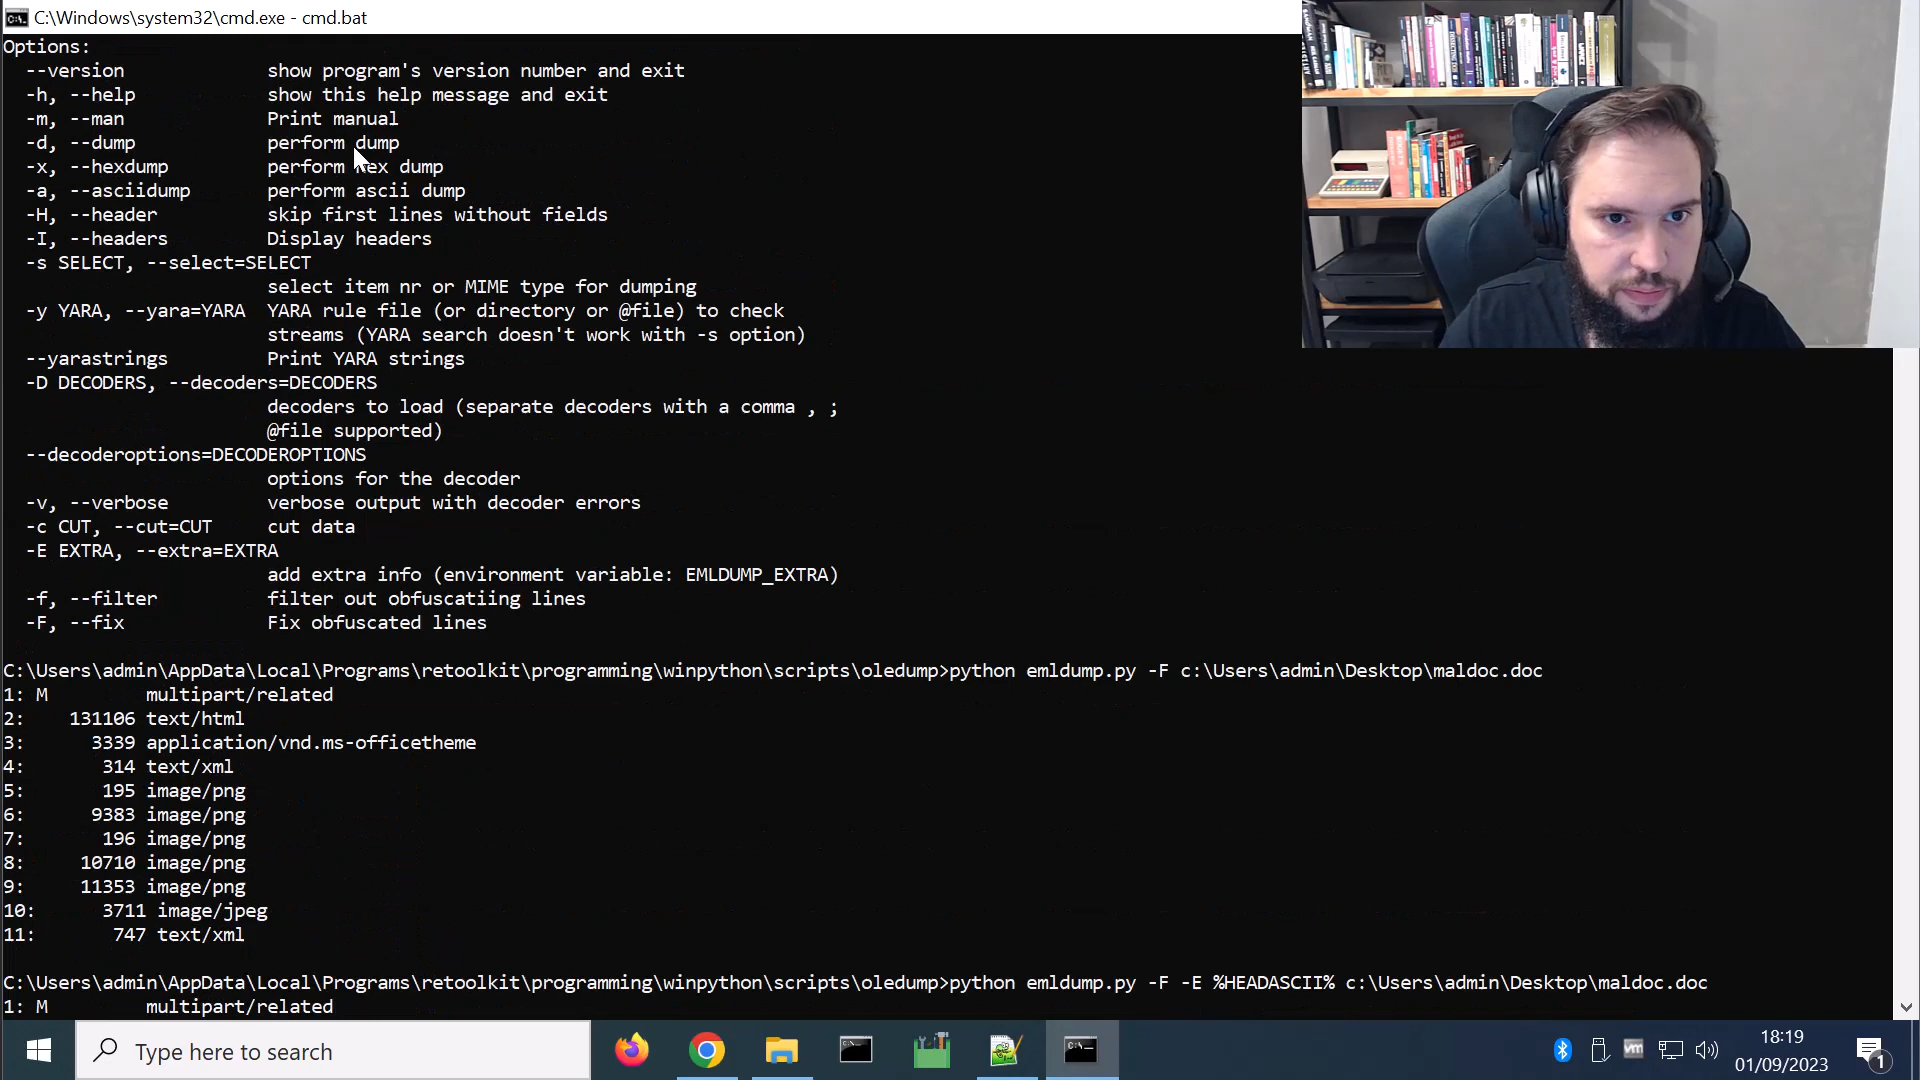 C:\Windows\system32\cmd.exe - cmd.bat
Options:
--version show program's version number and exit
-h, --help show this help message and exit
-m, --man Print manual
-d, --dump perform dump
-x, --hexdump perform hex dump
-a, --asciidump perform ascii dump
-H, --header skip first lines without fields
-I, --headers Display headers
-s SELECT, --select=SELECT
select item nr or MIME type for dumping
-y YARA, --yara=YARA YARA rule file (or directory or @file) to check
streams (YARA search doesn't work with -s option)
--yarastrings Print YARA strings
-D DECODERS, --decoders=DECODERS
decoders to load (separate decoders with a comma , ;
@file supported)
--decoderoptions=DECODEROPTIONS
options for the decoder
-v, --verbose verbose output with decoder errors
-c CUT, --cut=CUT cut data
-E EXTRA, --extra=EXTRA
add extra info (environment variable: EMLDUMP_EXTRA)
-f, --filter filter out obfuscatiing lines
-F, --fix Fix obfuscated lines
C:\Users\admin\AppData\Local\Programs\retoolkit\programming\winpython\scripts\oledump>python emldump.py -F c:\Users\admin\Desktop\maldoc.doc
1: M multipart/related
2: 131106 text/html
3: 3339 application/vnd.ms-officetheme
4: 314 text/xml
5: 195 image/png
6: 9383 image/png
7: 196 image/png
8: 10710 image/png
9: 11353 image/png
10: 3711 image/jpeg
11: 747 text/xml
C:\Users\admin\AppData\Local\Programs\retoolkit\programming\winpython\scripts\oledump>python emldump.py -F -E %HEADASCII% c:\Users\admin\Desktop\maldoc.doc
1: M multipart/related
Type here to search
18:19
01/09/2023
1